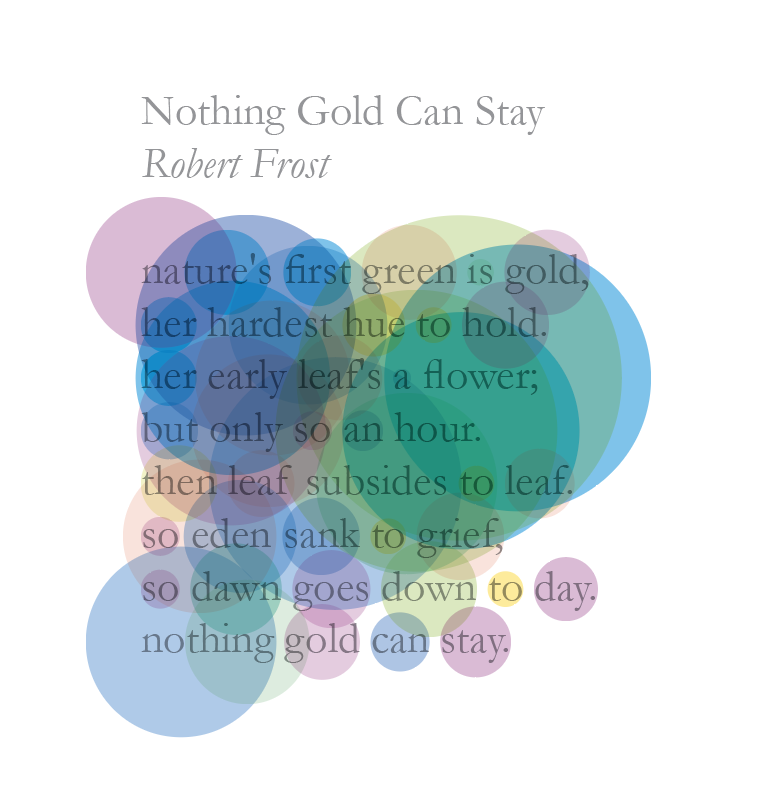 Nothing Gold Can Stay
Robert Frost
nature's first green is gold,
her hardest hue to hold.
her early leaf's a flower;
but only so an hour.
then leaf subsides to leaf.
so eden sank to grief,
so dawn goes down to day.
nothing gold can stay.